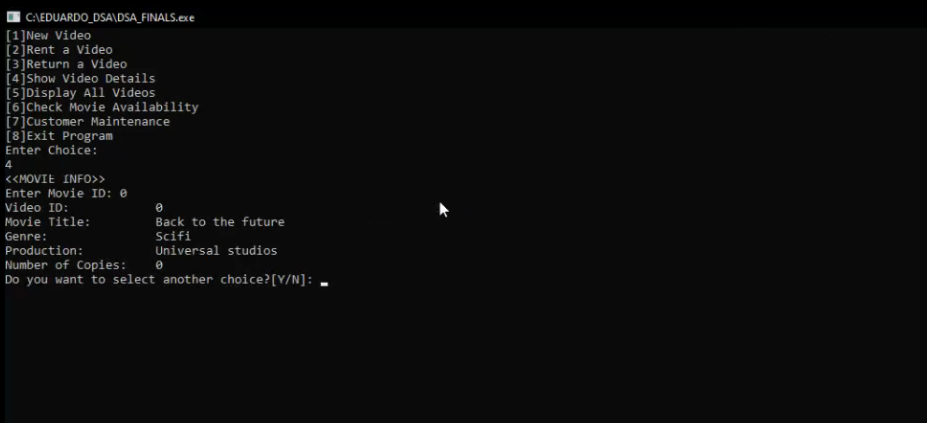 C:\EDUARDO_DSA\DSA_FINALS.exe
[1]New Video
[2]Rent a Video
[3]Return a Video
[4]Show Video Details
[5]Display All Videos
[6]Check Movie Availability
[7]Customer Maintenance
[8]Exit Program
Enter Choice:
4
<<MOVIE INFO>>
Enter Movie ID: 0
Video ID: 0
Movie Title: Back to the future
Genre: Scifi
Production: Universal studios
Number of Copies: 0
Do you want to select another choice?[Y/N]: